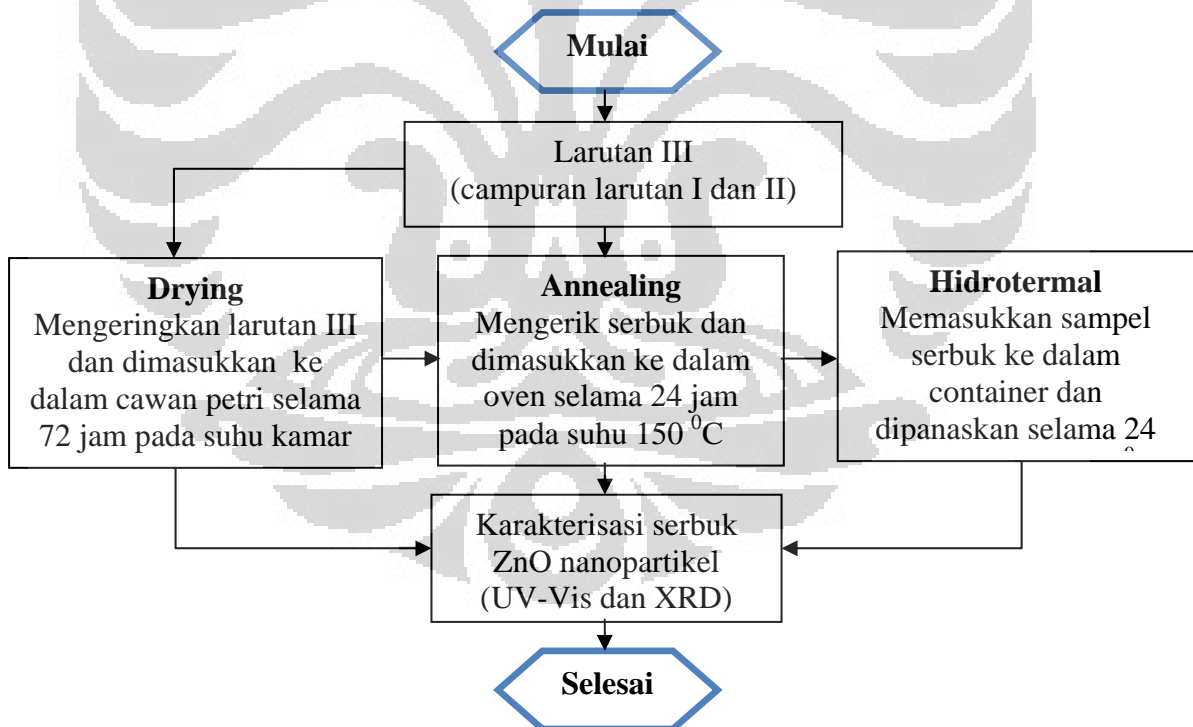 Mulai
Larutan III
(campuran larutan I dan II)
Drying
Mengeringkan larutan III
dan dimasukkan ke
dalam cawan petri selama
72 jam pada suhu kamar
Annealing
Mengerik serbuk dan
dimasukkan ke dalam
oven selama 24 jam
pada suhu 150 ⁰C
Hidrotermal
Memasukkan sampel
serbuk ke dalam
container dan
dipanaskan selama 24
Karakterisasi serbuk
ZnO nanopartikel
(UV-Vis dan XRD)
Selesai